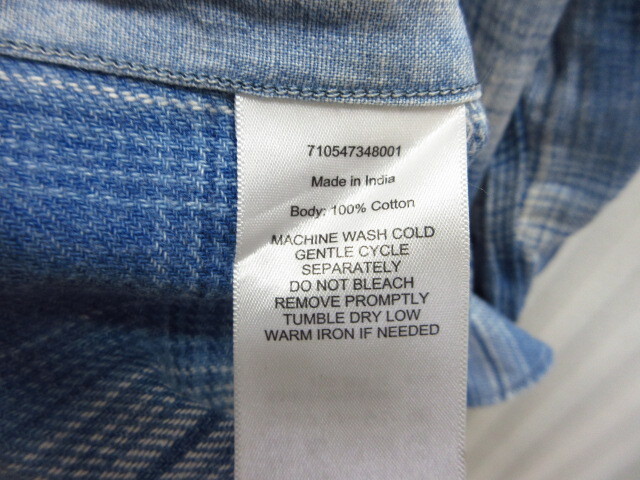 710547348001
Made in India
Body: 100% Cotton
MACHINE WASH COLD
GENTLE CYCLE
SEPARATELY
DO NOT BLEACH
REMOVE PROMPTLY
TUMBLE DRY LOW
WARM IRON IF NEEDED